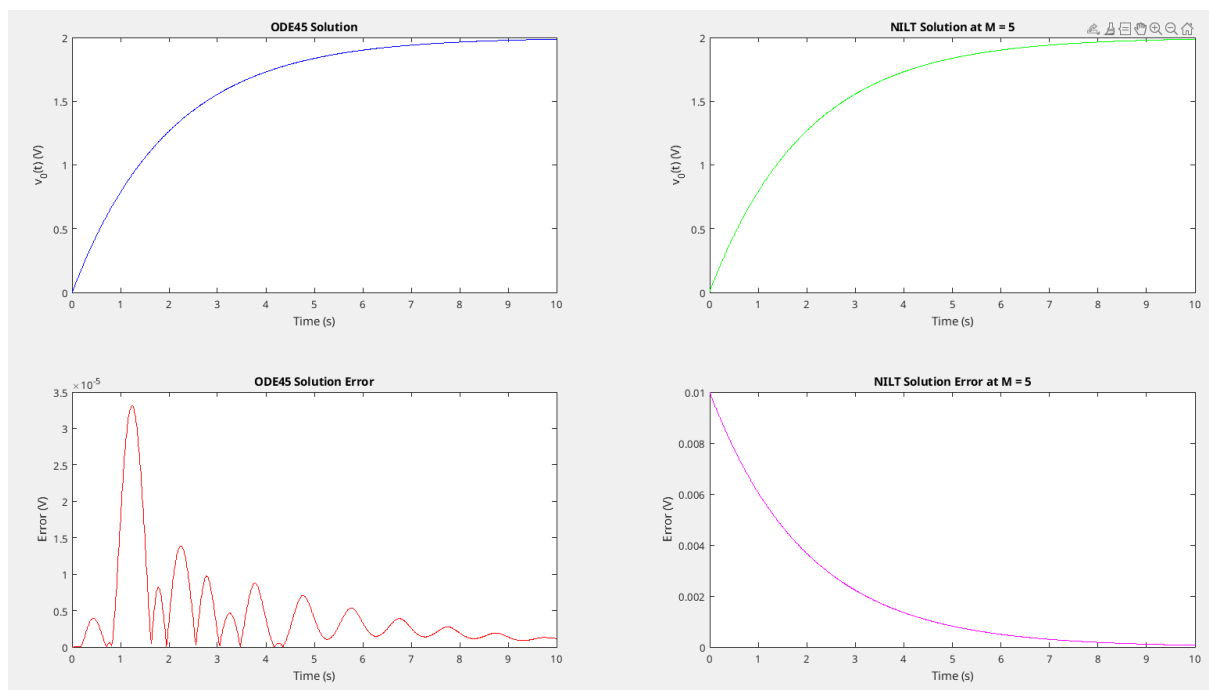 ODE45 Solution
2
1.5
1
0.5
0
v0(t) (V)
0 1 2 3 4 5 6 7 8 9 10
Time (s)
NILT Solution at M = 5
2
1.5
1
0.5
0
v0(t) (V)
0 1 2 3 4 5 6 7 8 9 10
Time (s)
ODE45 Solution Error
×10-5
3.5
3
2.5
2
1.5
1
0.5
0
Error (V)
0 1 2 3 4 5 6 7 8 9 10
Time (s)
NILT Solution Error at M = 5
0.01
0.008
0.006
0.004
0.002
0
Error (V)
0 1 2 3 4 5 6 7 8 9 10
Time (s)